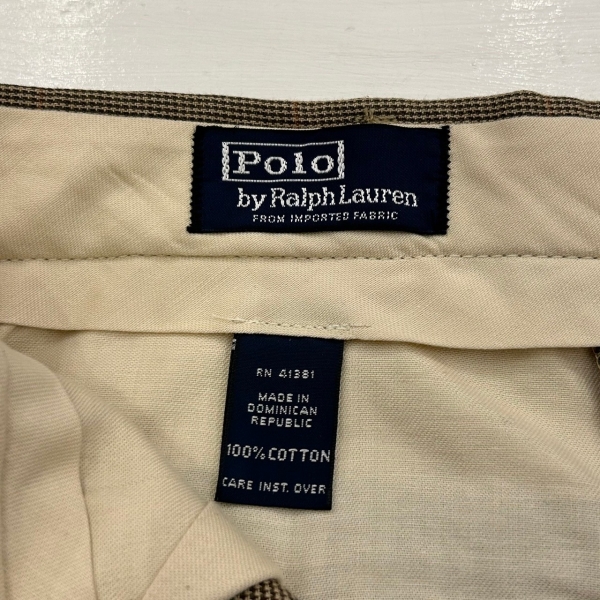 Polo
by Ralph Lauren
FROM IMPORTED FABRIC
RN 41381
MADE IN
DOMINICAN
REPUBLIC
100% COTTON
CARE INST. OVER